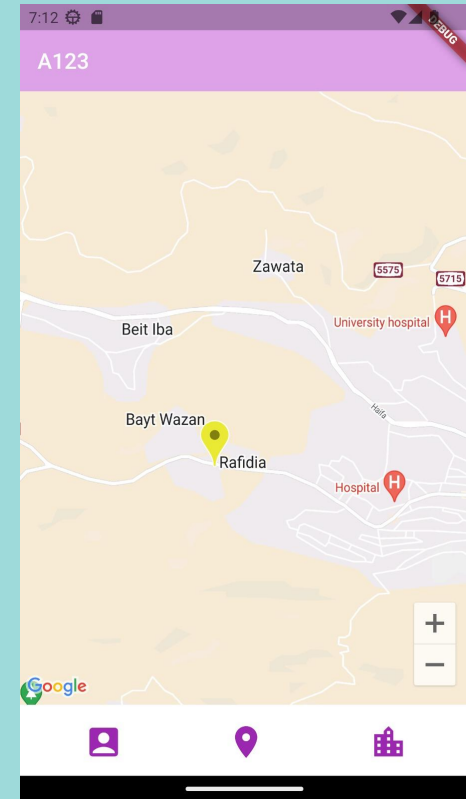 7:12
DEBUG
A123
Zawata
5575
5715
University hospital
H
Beit Iba
Haifa
Bayt Wazan
Rafidia
Hospital
H
+
−
Google